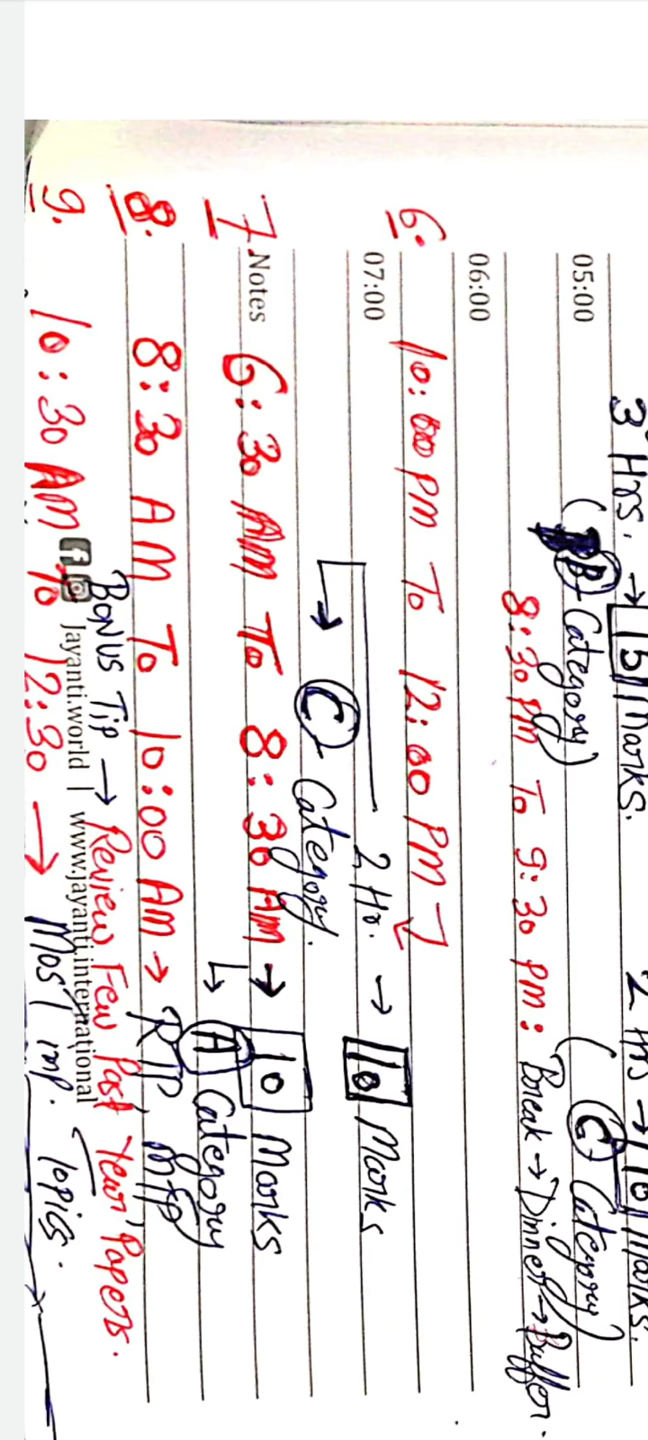 3 Hrs. → 15 Marks. 2 Hrs → 10 Marks.
05:00 (B Category) (C Category)
8:30 PM To 9:30 PM: Break → Dinner → Buffer.
06:00
6. 10:00 PM To 12:00 PM →
07:00 2 Hr. → 10 Marks
→ C Category.
7 Notes 6:30 AM To 8:30 AM → 10 Marks
↳ A Category
8. 8:30 AM To 10:00 AM → RTP, MTP
BONUS Tip → Review Few Past Year Papers.
Jayanti.world | www.jayanti.international
9. 10:30 AM To 12:30 → Most imp. Topics.